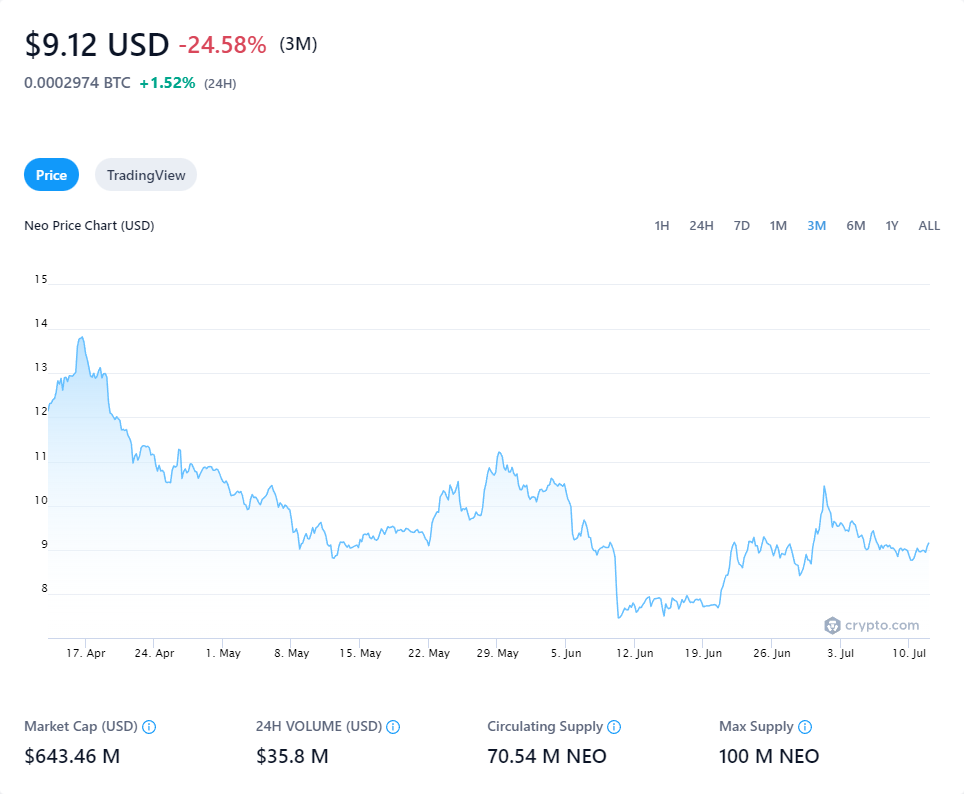 $9.12 USD -24.58% (3M)
0.0002974 BTC +1.52% (24H)
Price TradingView
Neo Price Chart (USD) 1H 24H 7D 1M 3M 6M 1Y ALL
15
14
13
12
11
10
9
8
crypto.com
17. Apr 24. Apr 1. May 8. May 15. May 22. May 29. May 5. Jun 12. Jun 19. Jun 26. Jun 3. Jul 10. Jul
Market Cap (USD) 24H VOLUME (USD) Circulating Supply Max Supply
$643.46 M $35.8 M 70.54 M NEO 100 M NEO